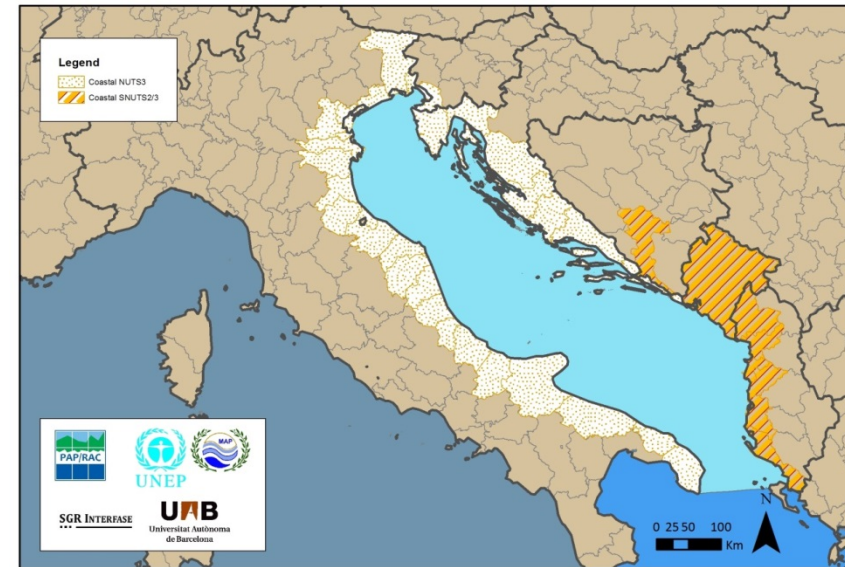 Legend
Coastal NUTS3
Coastal SNUTS2/3
PAP/RAC
UNEP
MAP
SGR INTERFASE
UAB
Universitat Autònoma
de Barcelona
N
0 25 50 100
Km